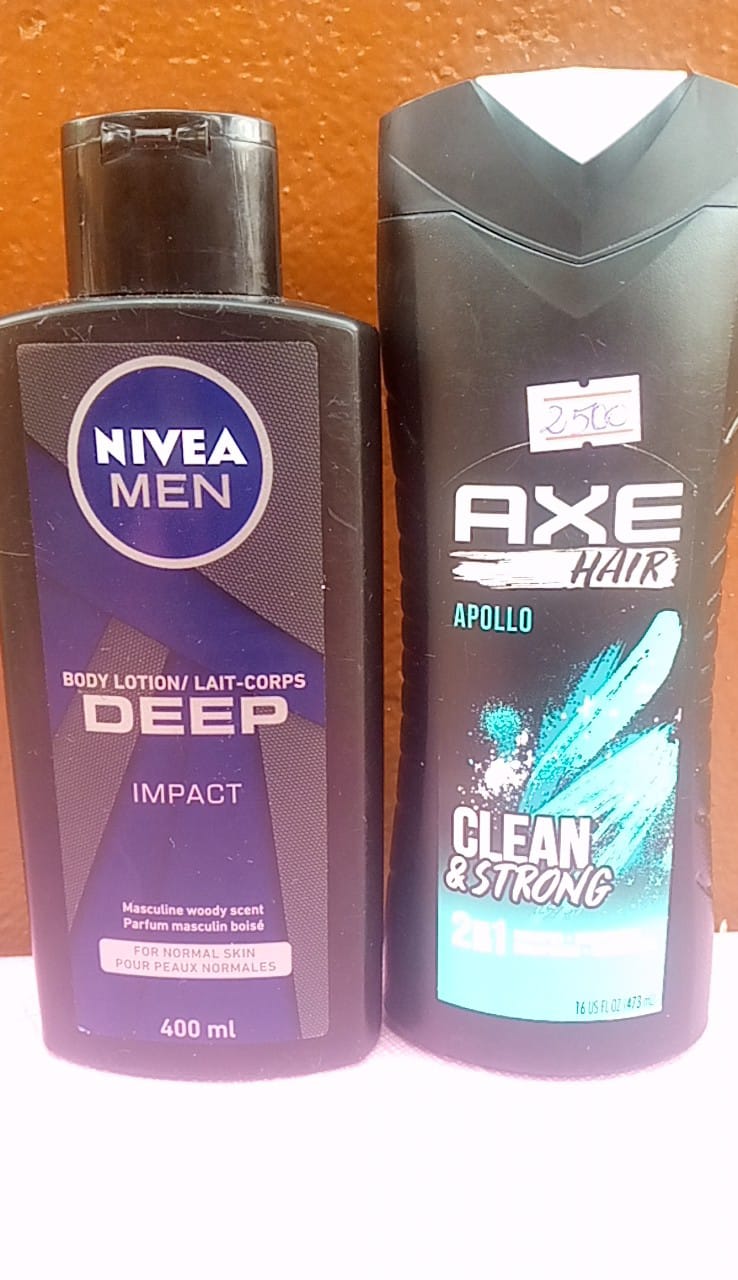 NIVEA
MEN
BODY LOTION/ LAIT-CORPS
DEEP
IMPACT
Masculine woody scent
Parfum masculin boisé
FOR NORMAL SKIN
POUR PEAUX NORMALES
400 ml
2500
AXE
HAIR
APOLLO
CLEAN
& STRONG
2in1
16 US FL OZ (473 mL)